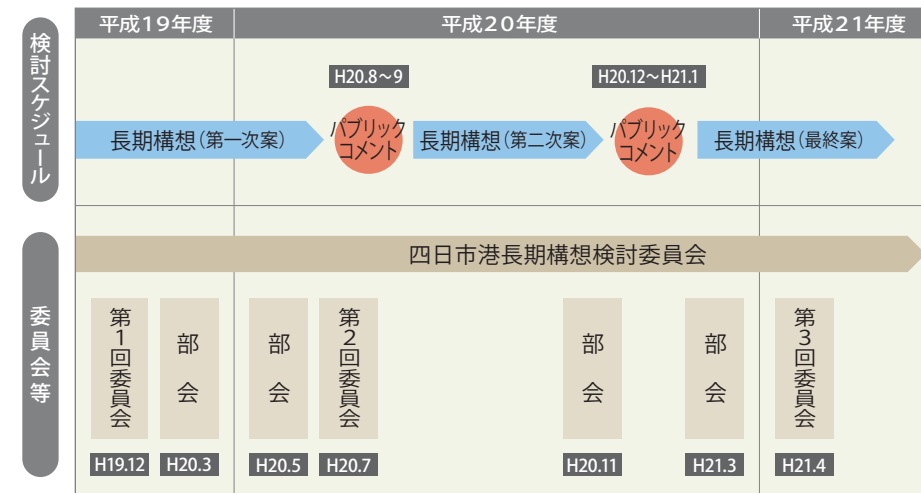 平成19年度
平成20年度
平成21年度
検討スケジュール
H20.8～9
H20.12～H21.1
長期構想(第一次案)
パブリック
コメント
長期構想(第二次案)
パブリック
コメント
長期構想(最終案)
委員会等
四日市港長期構想検討委員会
第1回委員会
部会
部会
第2回委員会
部会
部会
第3回委員会
H19.12
H20.3
H20.5
H20.7
H20.11
H21.3
H21.4